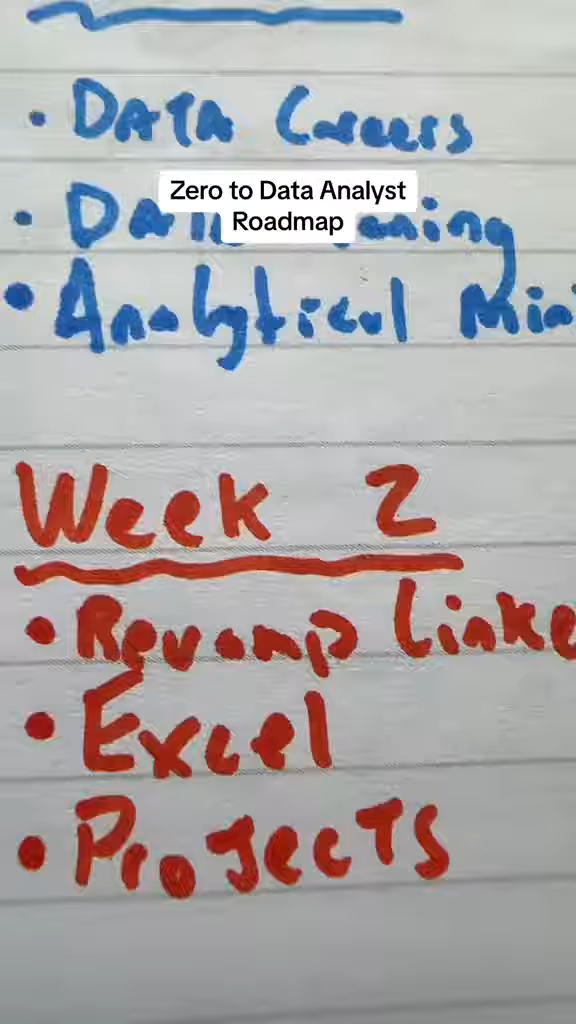 • DATA Careers
Zero to Data Analyst
Roadmap
• Analytical
Week 2
• Revamp
• Excel
• Projects